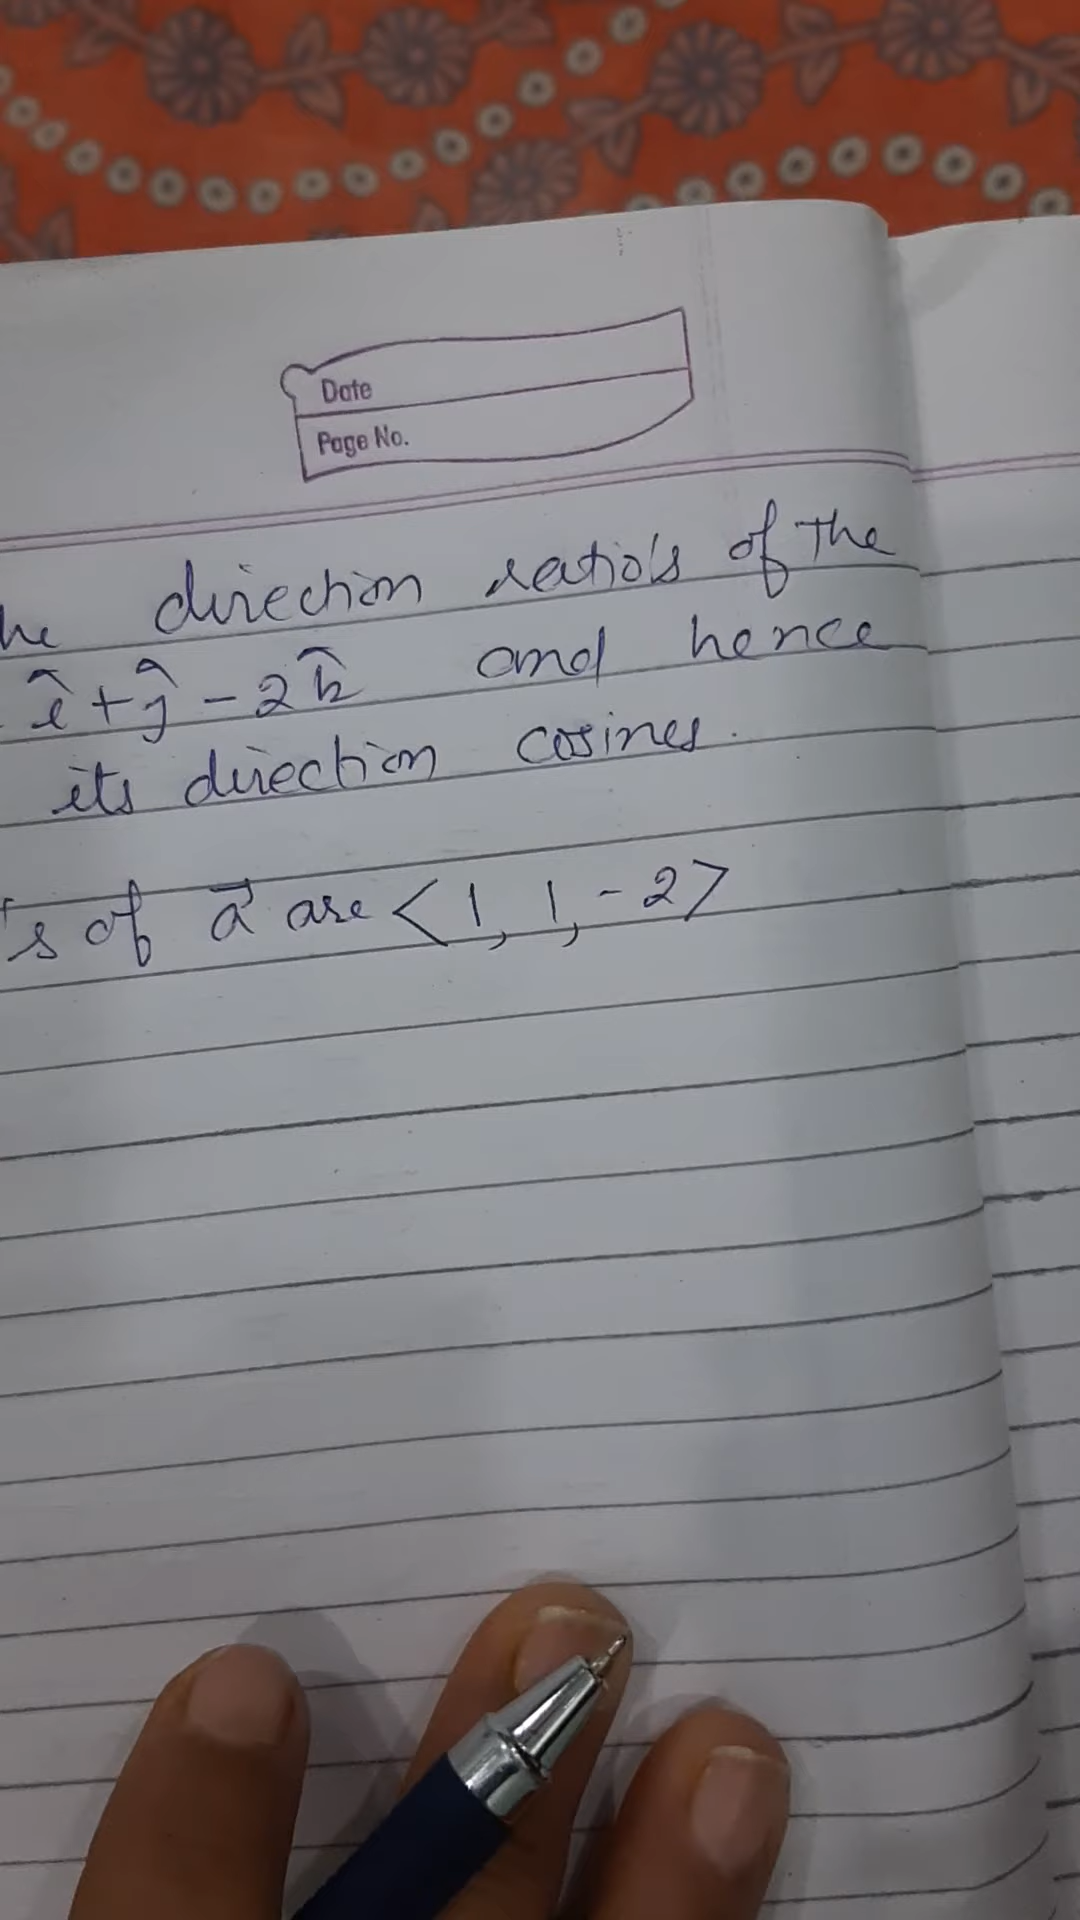 Date
Page No.
he direction ratio's of the
î + ĵ - 2k̂ and hence
its direction cosines.
's of a⃗ are < 1, 1, -2 >